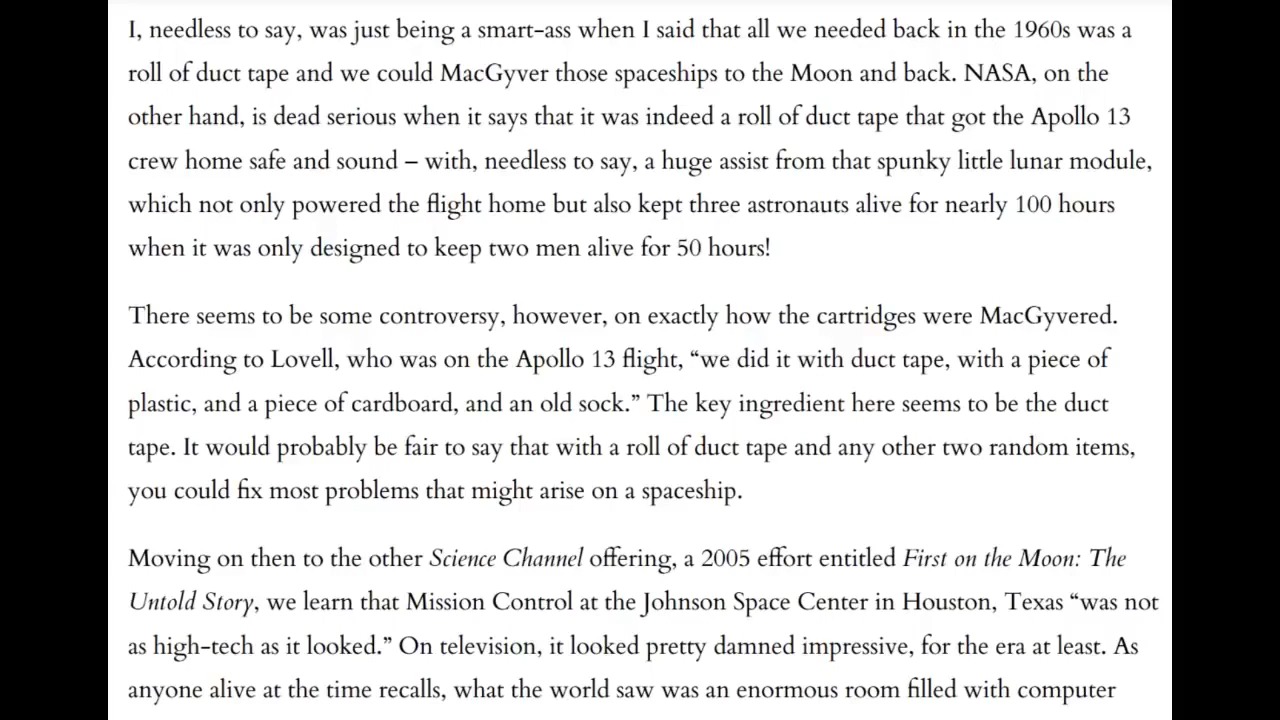 I, needless to say, was just being a smart-ass when I said that all we needed back in the 1960s was a
roll of duct tape and we could MacGyver those spaceships to the Moon and back. NASA, on the
other hand, is dead serious when it says that it was indeed a roll of duct tape that got the Apollo 13
crew home safe and sound – with, needless to say, a huge assist from that spunky little lunar module,
which not only powered the flight home but also kept three astronauts alive for nearly 100 hours
when it was only designed to keep two men alive for 50 hours!
There seems to be some controversy, however, on exactly how the cartridges were MacGyvered.
According to Lovell, who was on the Apollo 13 flight, “we did it with duct tape, with a piece of
plastic, and a piece of cardboard, and an old sock.” The key ingredient here seems to be the duct
tape. It would probably be fair to say that with a roll of duct tape and any other two random items,
you could fix most problems that might arise on a spaceship.
Moving on then to the other Science Channel offering, a 2005 effort entitled First on the Moon: The
Untold Story, we learn that Mission Control at the Johnson Space Center in Houston, Texas “was not
as high-tech as it looked.” On television, it looked pretty damned impressive, for the era at least. As
anyone alive at the time recalls, what the world saw was an enormous room filled with computer